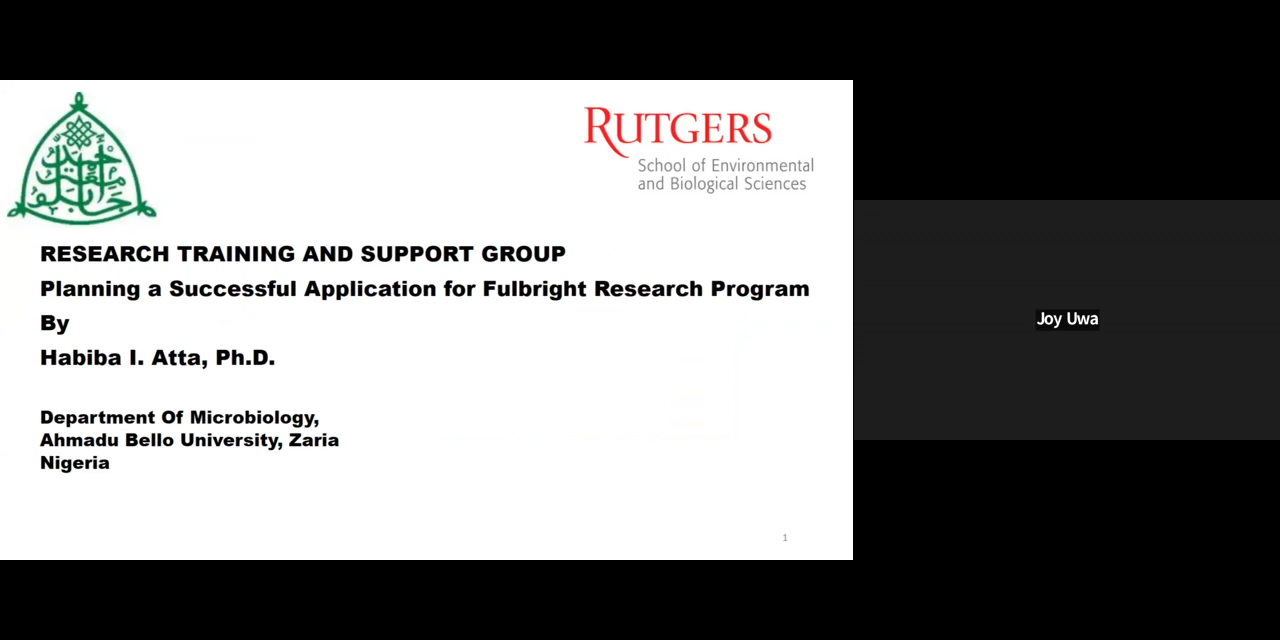 RUTGERS
School of Environmental
and Biological Sciences
RESEARCH TRAINING AND SUPPORT GROUP
Planning a Successful Application for Fulbright Research Program
By
Habiba I. Atta, Ph.D.
Department Of Microbiology,
Ahmadu Bello University, Zaria
Nigeria
1
Joy Uwa